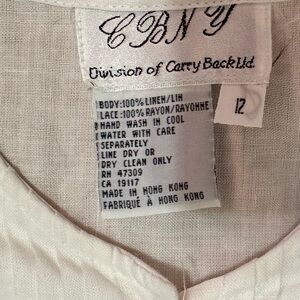 CBNY
Division of Carry Back Ltd.
12
BODY:100% LINEN/LIN
LACE:100% RAYON/RAYONNE
HAND WASH IN COOL
WATER WITH CARE
SEPARATELY
LINE DRY OR
DRY CLEAN ONLY
RH 47309
CA 19117
MADE IN HONG KONG
FABRIQUÉ À HONG KONG